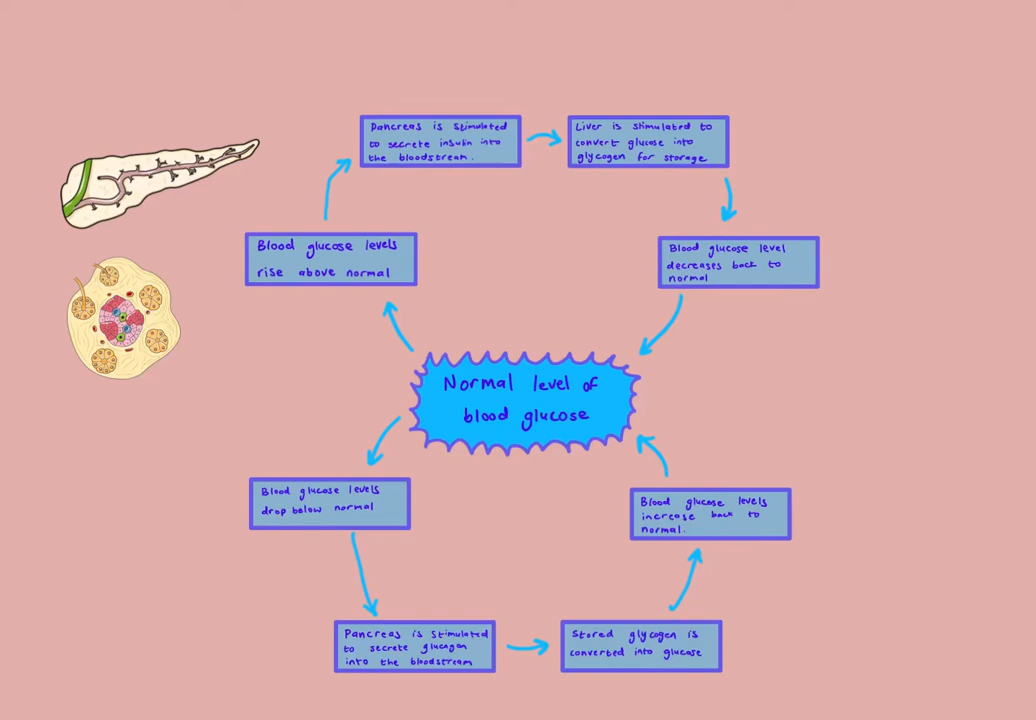 Pancreas is stimulated
to secrete insulin into
the bloodstream.
Liver is stimulated to
convert glucose into
glycogen for storage
Blood glucose levels
rise above normal
Blood glucose level
decreases back to
normal
Normal level of
blood glucose
Blood glucose levels
drop below normal
Blood glucose levels
increase back to
normal.
Pancreas is stimulated
to secrete glucagon
into the bloodstream
Stored glycogen is
converted into glucose